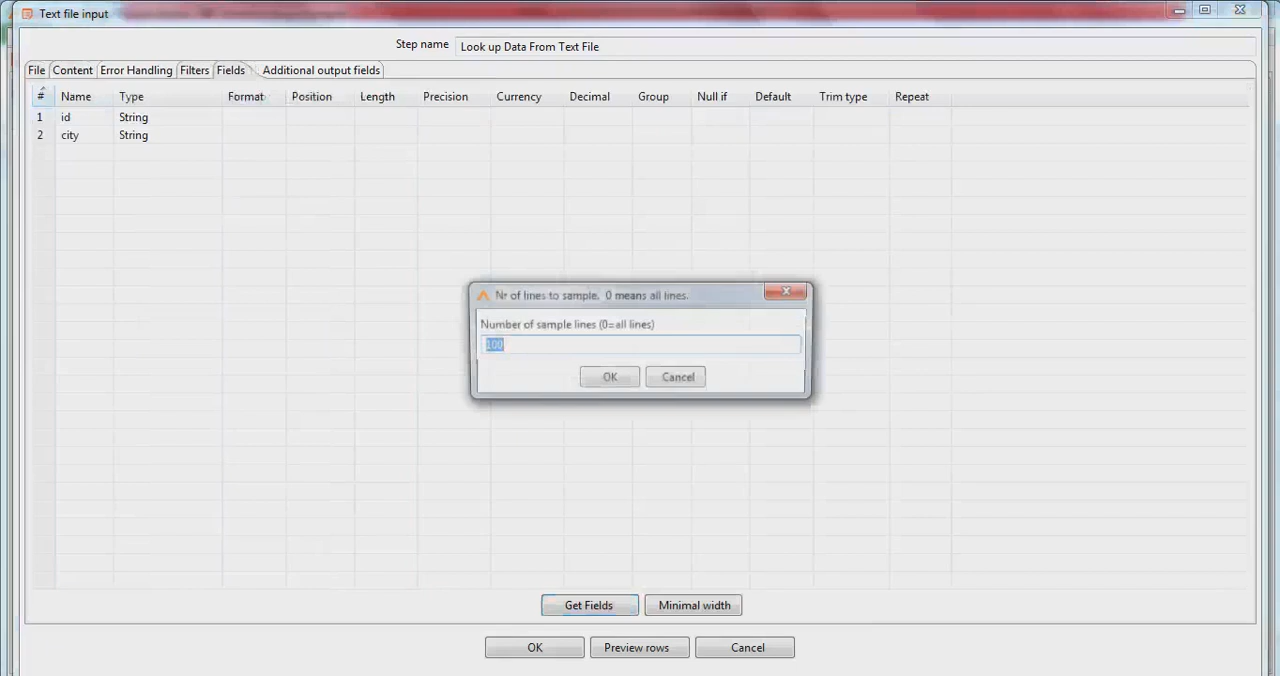 Text file input
Step name Look up Data From Text File
File Content Error Handling Filters Fields Additional output fields
# Name Type Format Position Length Precision Currency Decimal Group Null if Default Trim type Repeat
1 id String
2 city String
Nr of lines to sample. 0 means all lines.
Number of sample lines (0=all lines)
100
OK Cancel
Get Fields Minimal width
OK Preview rows Cancel